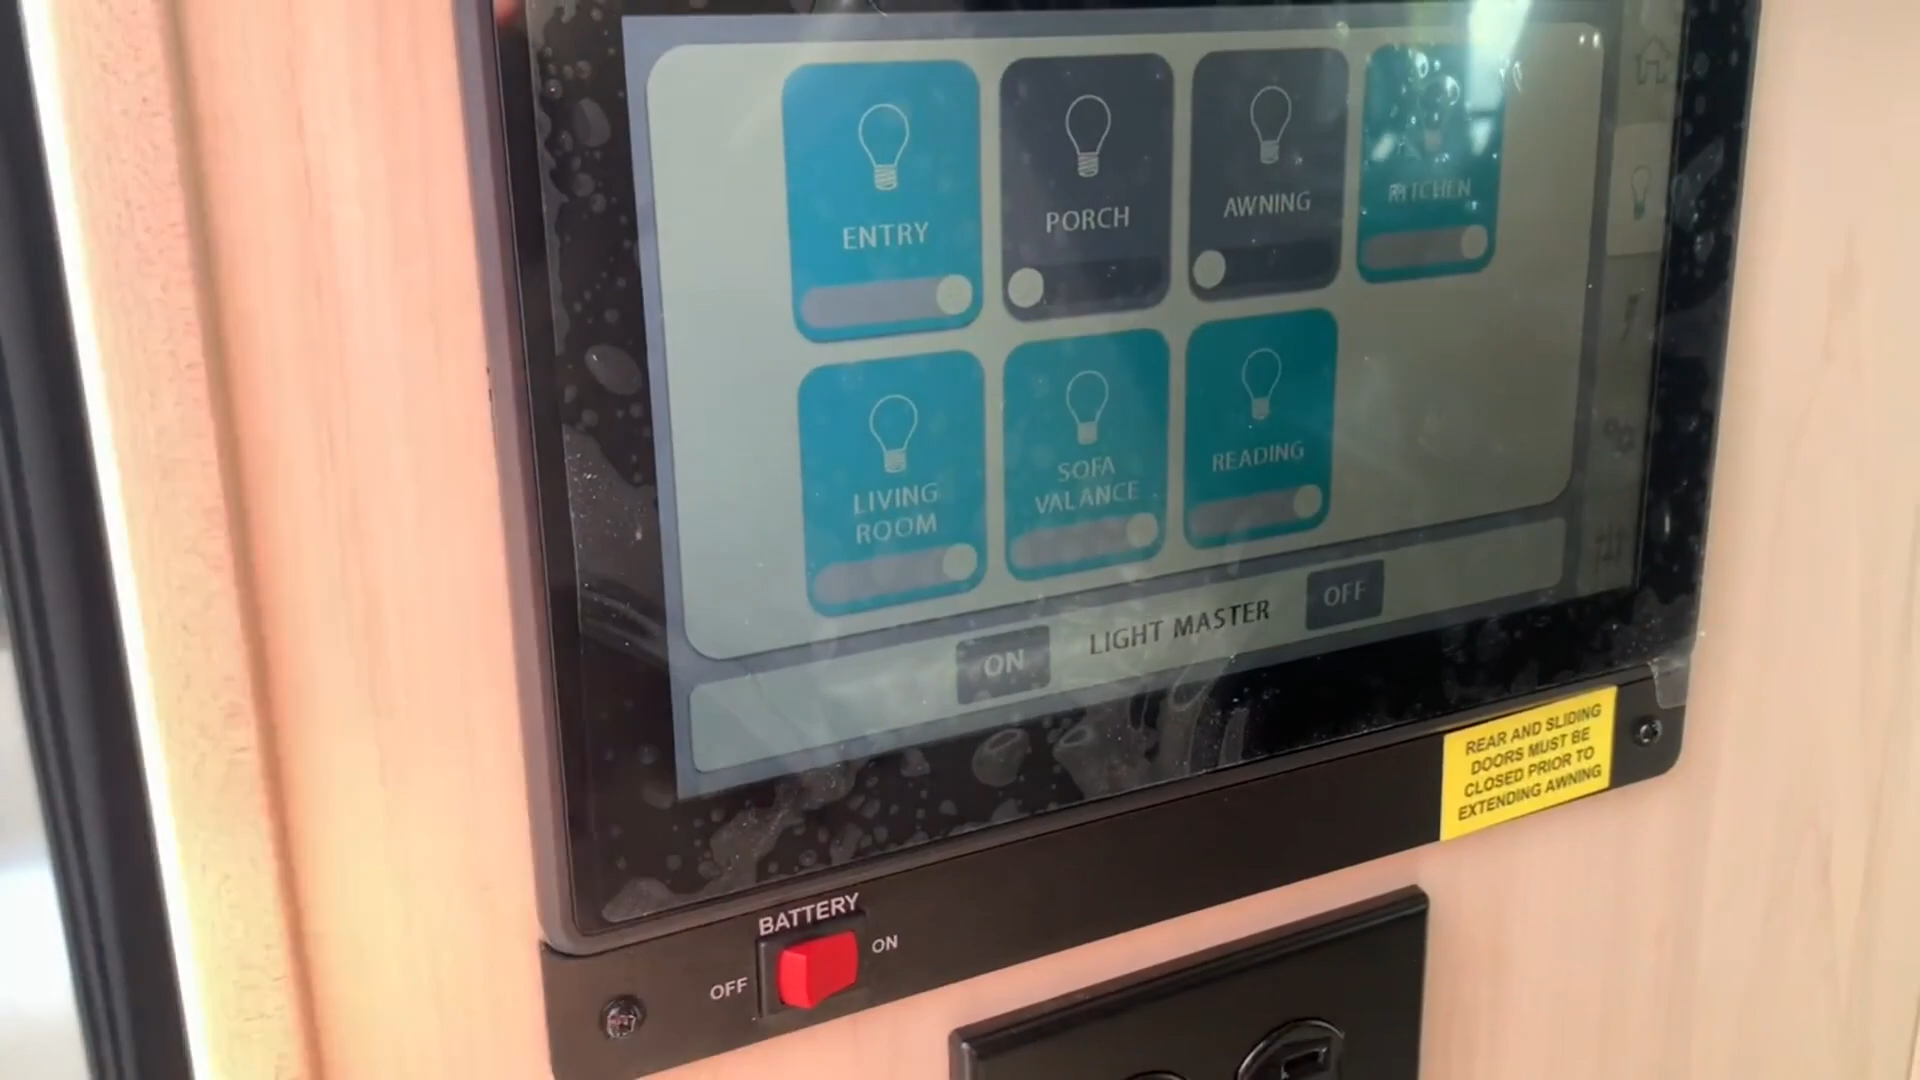 ENTRY
PORCH
AWNING
KITCHEN
LIVING
ROOM
SOFA
VALANCE
READING
ON
LIGHT MASTER
OFF
REAR AND SLIDING
DOORS MUST BE
CLOSED PRIOR TO
EXTENDING AWNING
BATTERY
OFF
ON